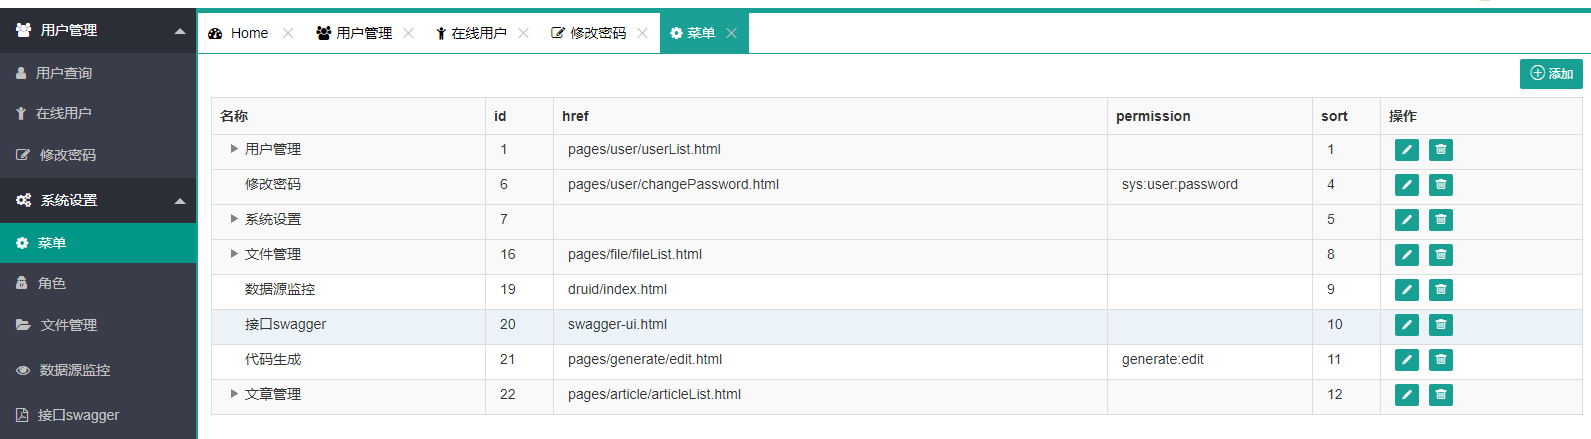 用户管理
用户查询
在线用户
修改密码
系统设置
菜单
角色
文件管理
数据源监控
接口swagger
Home 用户管理 在线用户 修改密码 菜单
添加
名称 id href permission sort 操作
用户管理 1 pages/user/userList.html 1
修改密码 6 pages/user/changePassword.html sys:user:password 4
系统设置 7 5
文件管理 16 pages/file/fileList.html 8
数据源监控 19 druid/index.html 9
接口swagger 20 swagger-ui.html 10
代码生成 21 pages/generate/edit.html generate:edit 11
文章管理 22 pages/article/articleList.html 12